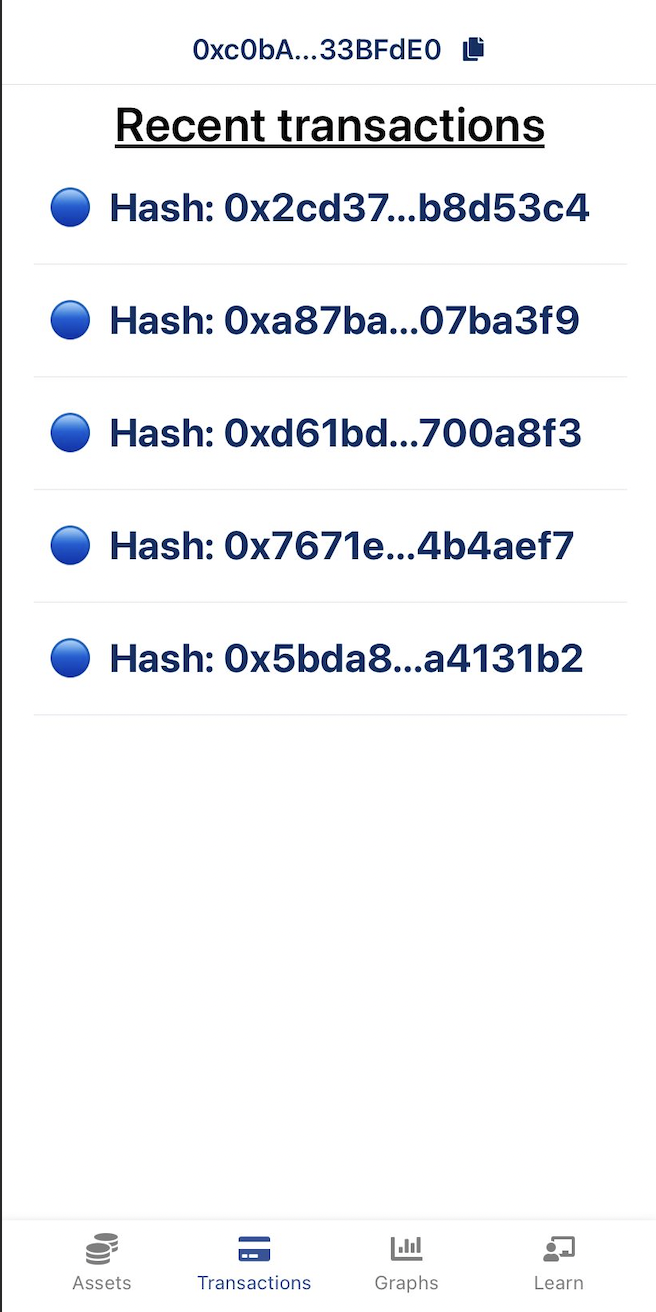 0xc0bA...33BFdE0
Recent transactions
Hash: 0x2cd37...b8d53c4
Hash: 0xa87ba...07ba3f9
Hash: 0xd61bd...700a8f3
Hash: 0x7671e...4b4aef7
Hash: 0x5bda8...a4131b2
Assets Transactions Graphs Learn